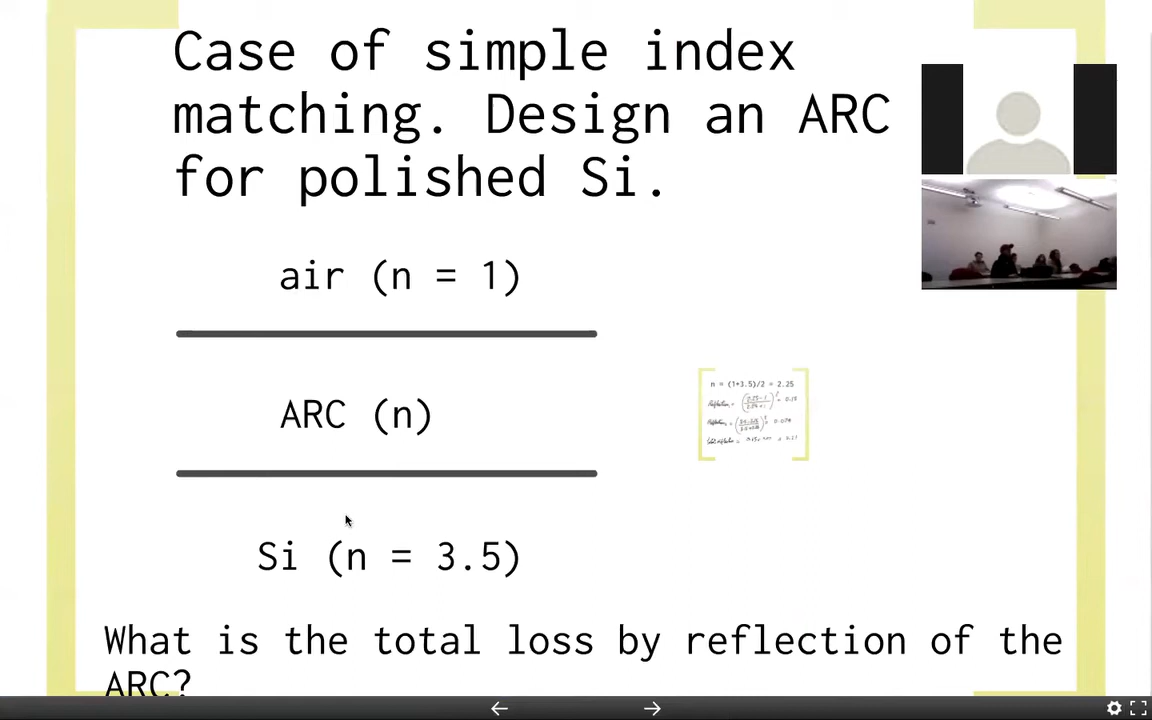 Case of simple index
matching. Design an ARC
for polished Si.
air (n = 1)
ARC (n)
n = (1+3.5)/2 = 2.25
Si (n = 3.5)
What is the total loss by reflection of the
ARC?